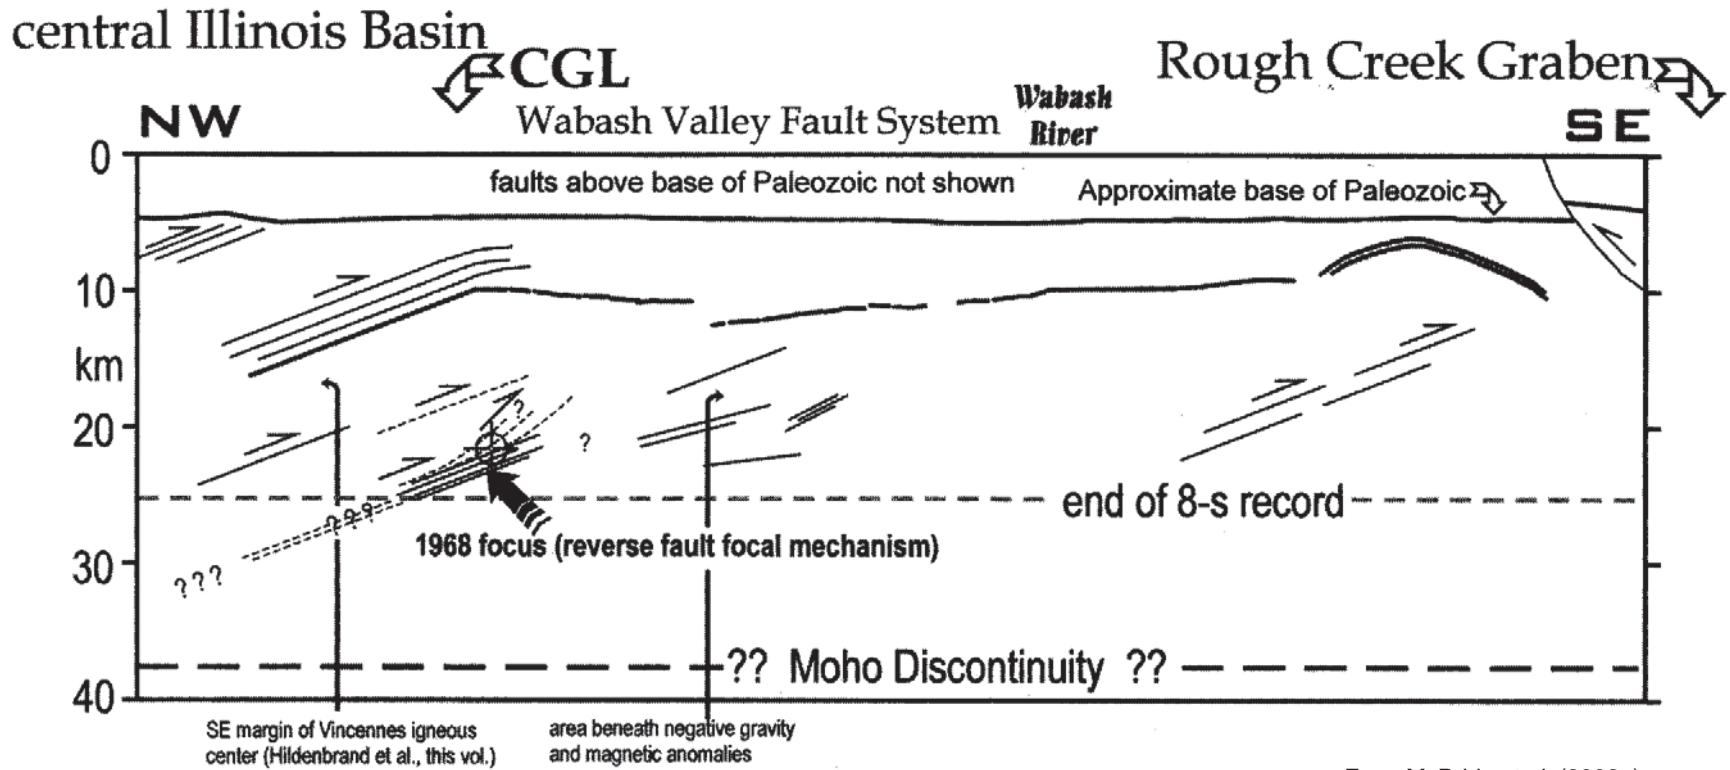 central Illinois Basin
CGL
Rough Creek Graben
NW
Wabash Valley Fault System
Wabash
River
SE
0
faults above base of Paleozoic not shown
Approximate base of Paleozoic
10
km
20
?
?
end of 8-s record
???
1968 focus (reverse fault focal mechanism)
30
???
?? Moho Discontinuity ??
40
SE margin of Vincennes igneous
center (Hildenbrand et al., this vol.)
area beneath negative gravity
and magnetic anomalies